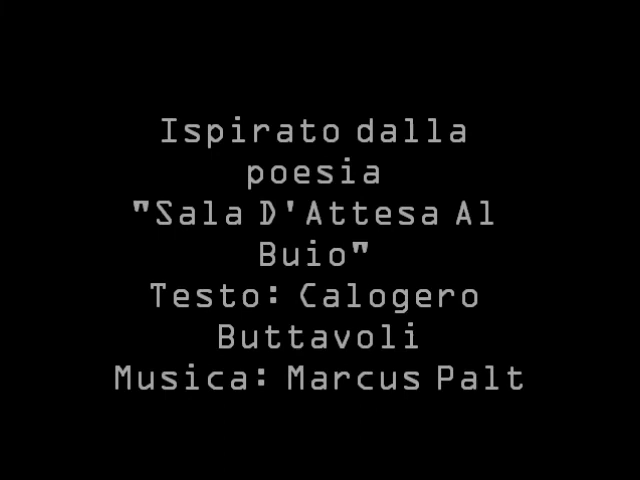 Ispirato dalla
poesia
"Sala D'Attesa Al
Buio"
Testo: Calogero
Buttavoli
Musica: Marcus Palt